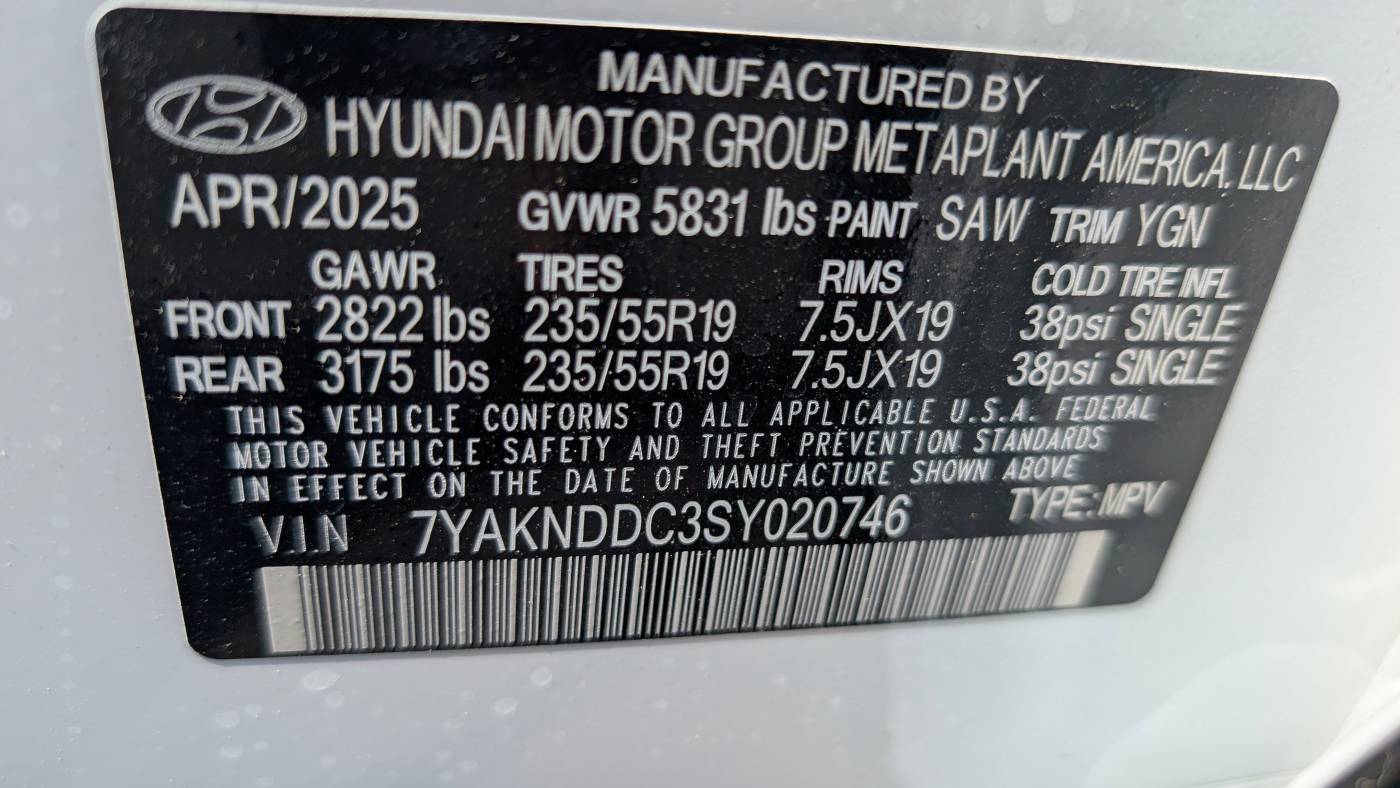 MANUFACTURED BY
HYUNDAI MOTOR GROUP METAPLANT AMERICA, LLC
APR/2025 GVWR 5831 lbs PAINT SAW TRIM YGN
GAWR TIRES RIMS COLD TIRE INFL
FRONT 2822 lbs 235/55R19 7.5JX19 38psi SINGLE
REAR 3175 lbs 235/55R19 7.5JX19 38psi SINGLE
THIS VEHICLE CONFORMS TO ALL APPLICABLE U.S.A. FEDERAL
MOTOR VEHICLE SAFETY AND THEFT PREVENTION STANDARDS
IN EFFECT ON THE DATE OF MANUFACTURE SHOWN ABOVE
V.I.N 7YAKNDDC3SY020746 TYPE: MPV